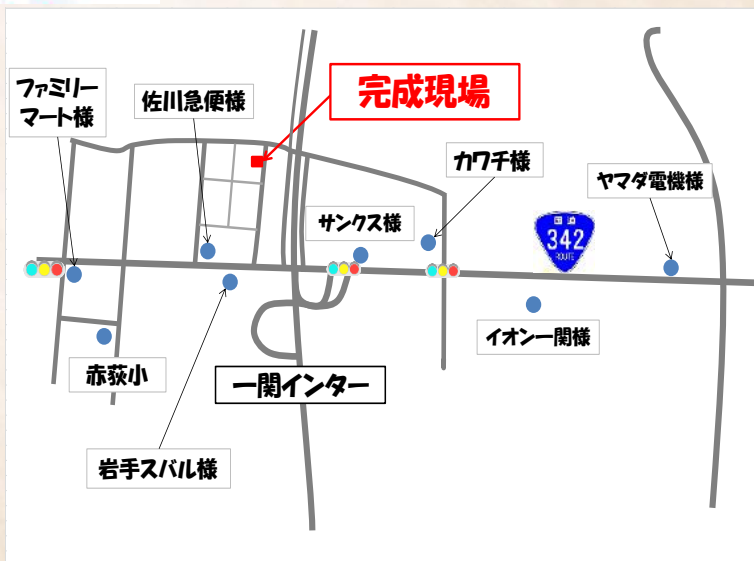 完成現場
ファミリー
マート様
佐川急便様
カワチ様
ヤマダ電機様
サンクス様
国道
342
ROUTE
イオン一関様
赤荻小
一関インター
岩手スバル様